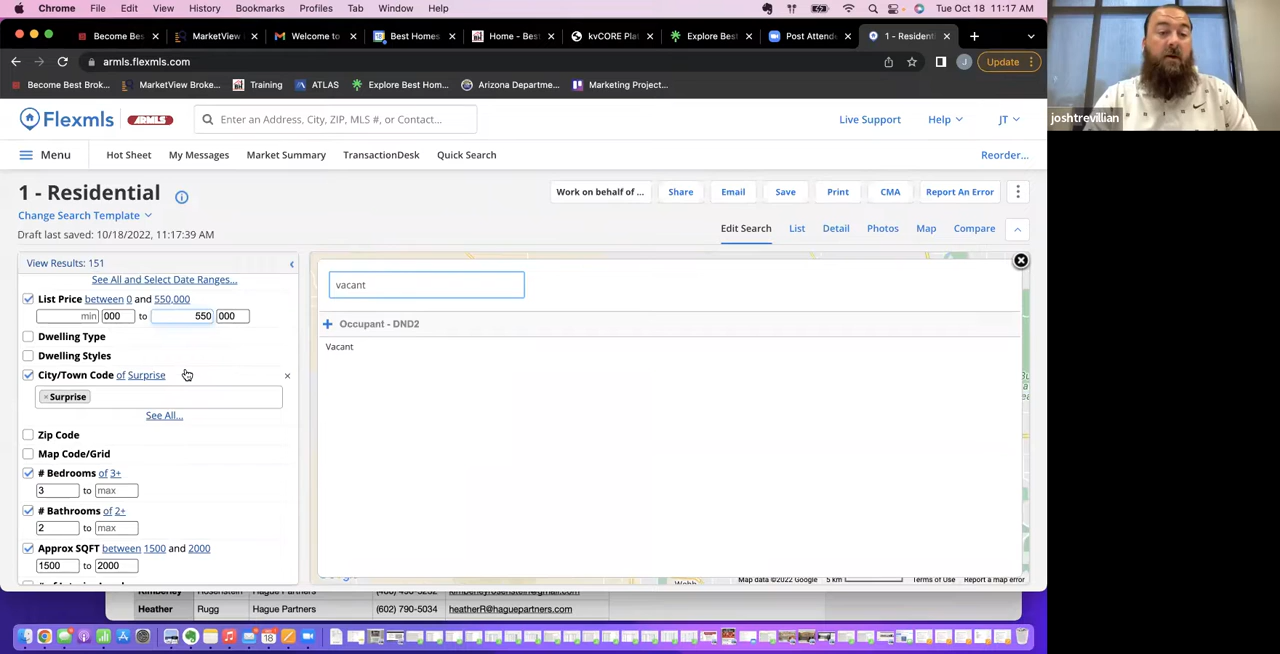 Chrome File Edit View History Bookmarks Profiles Tab Window Help Tue Oct 18 11:17 AM
Become Bes MarketView Welcome to Best Homes Home - Bes kvCORE Pla Explore Best Post Attende 1 - Residenti
armls.flexmls.com J Update
Become Best Brok... MarketView Broke... Training ATLAS Explore Best Hom... Arizona Departme... Marketing Project...
joshtrevillian
Flexmls ARMLS Enter an Address, City, ZIP, MLS #, or Contact... Live Support Help JT
Menu Hot Sheet My Messages Market Summary TransactionDesk Quick Search Reorder...
1 - Residential Work on behalf of ... Share Email Save Print CMA Report An Error
Change Search Template
Draft last saved: 10/18/2022, 11:17:39 AM Edit Search List Detail Photos Map Compare
View Results: 151
See All and Select Date Ranges...
List Price between 0 and 550,000
min 000 to 550 000
Dwelling Type
Dwelling Styles
City/Town Code of Surprise
× Surprise
See All...
Zip Code
Map Code/Grid
# Bedrooms of 3+
3 to max
# Bathrooms of 2+
2 to max
Approx SQFT between 1500 and 2000
1500 to 2000
vacant
Occupant - DND2
Vacant
Map data ©2022 Google 5 km Terms of Use Report a map error
Heather Rugg Hague Partners (602) 790-5034 heatherR@haguepartners.com